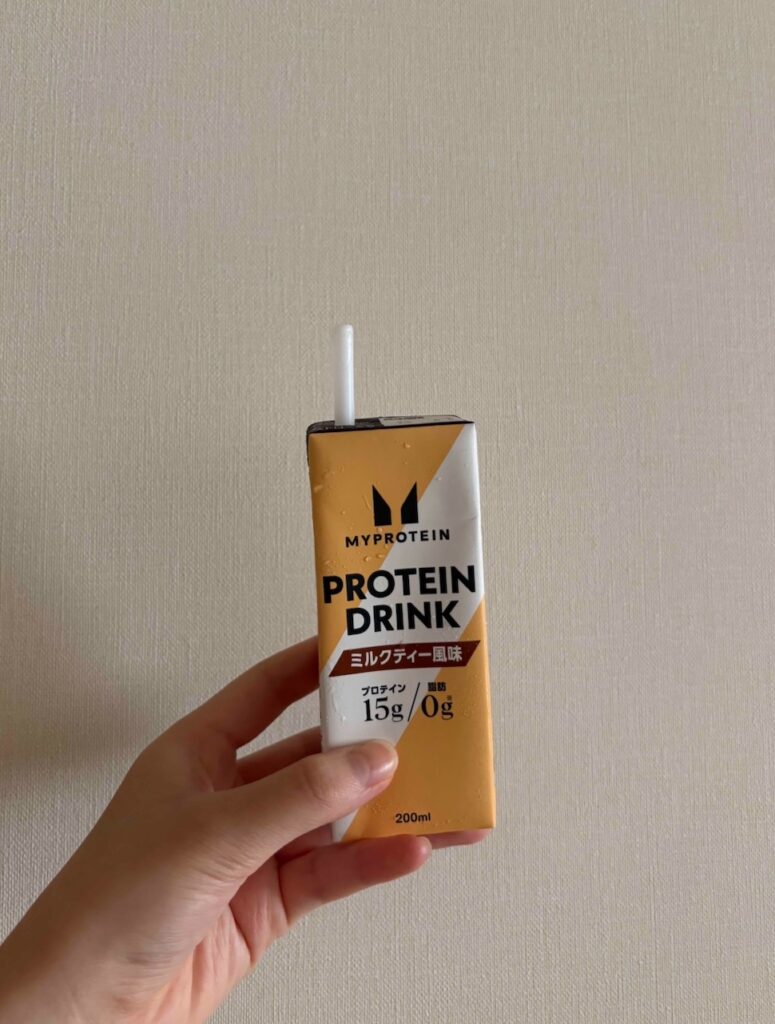 MYPROTEIN
PROTEIN
DRINK
ミルクティー風味
プロテイン 脂肪
15g/0g※
200ml